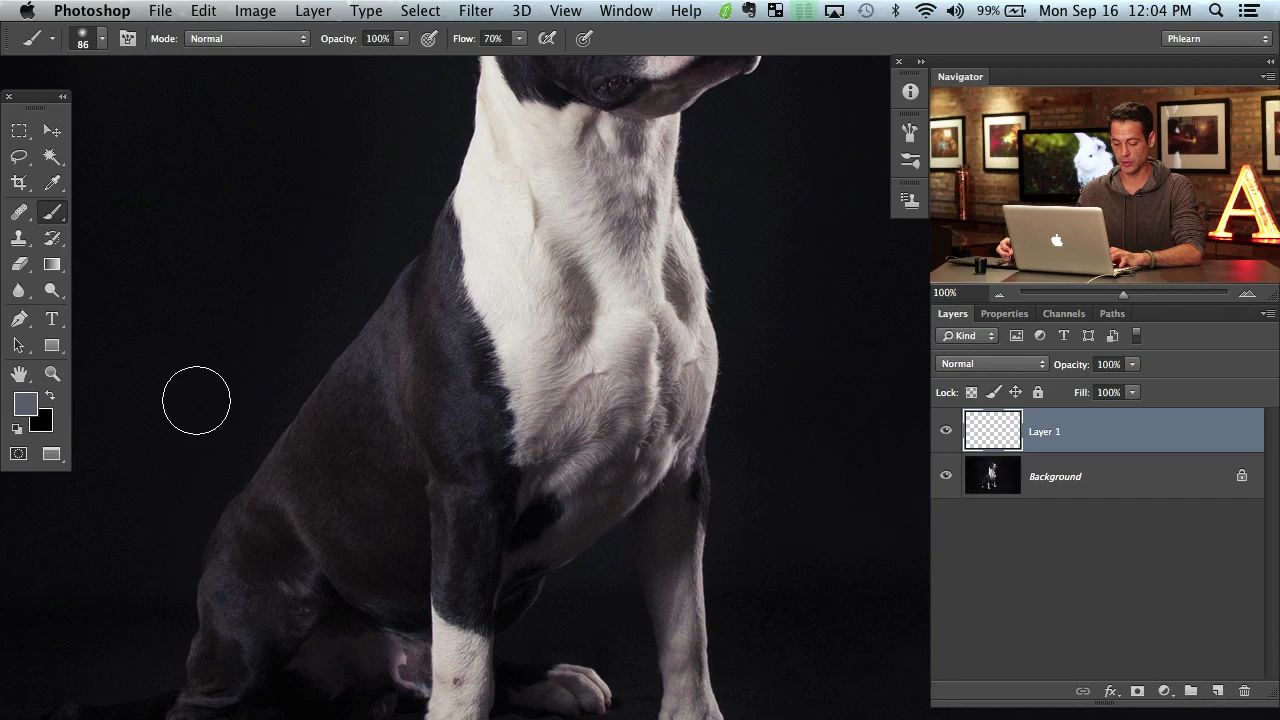 Photoshop File Edit Image Layer Type Select Filter 3D View Window Help 99% Mon Sep 16 12:04 PM
86 Mode: Normal Opacity: 100% Flow: 70% Phlearn
Navigator
A
100%
Layers Properties Channels Paths
Kind T
Normal Opacity: 100%
Lock: Fill: 100%
Layer 1
Background
T
fx